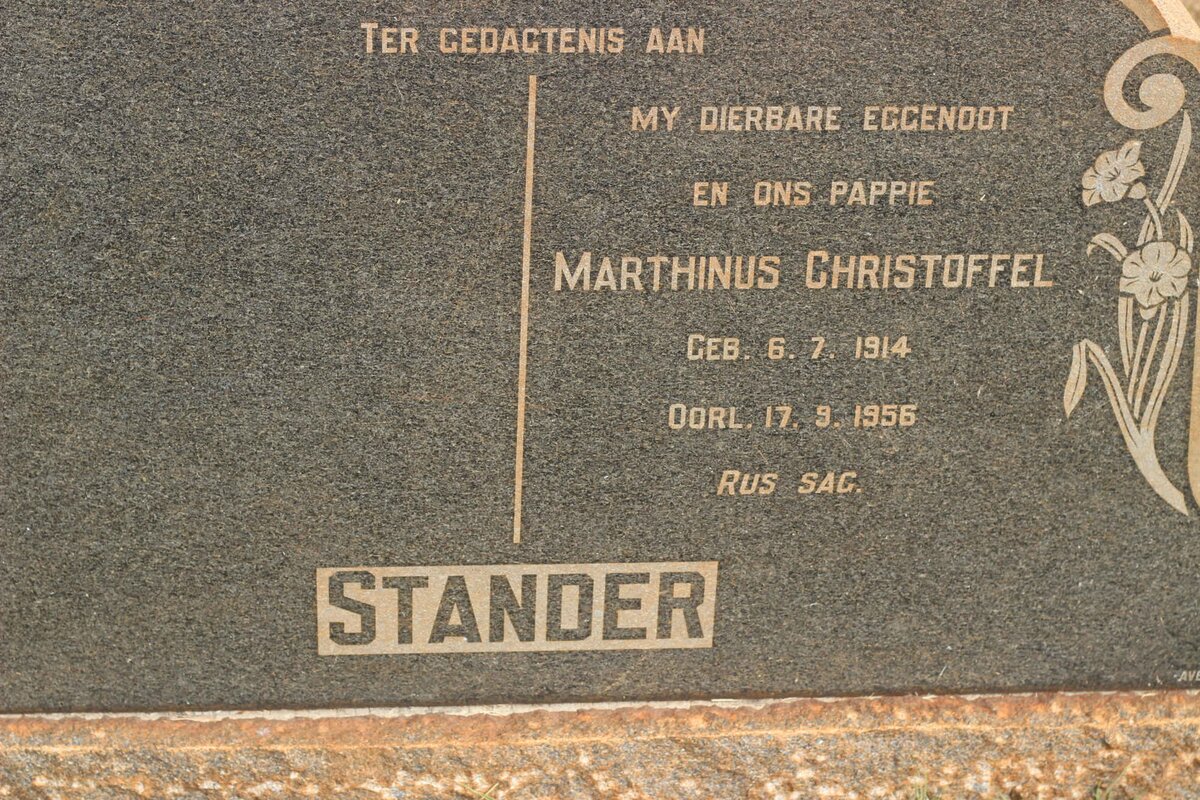 TER GEDAGTENIS AAN
MY DIERBARE EGGENOOT
EN ONS PAPPIE
MARTHINUS CHRISTOFFEL
GEB. 6. 7. 1914
OORL. 17. 9. 1956
RUS SAG.
STANDER